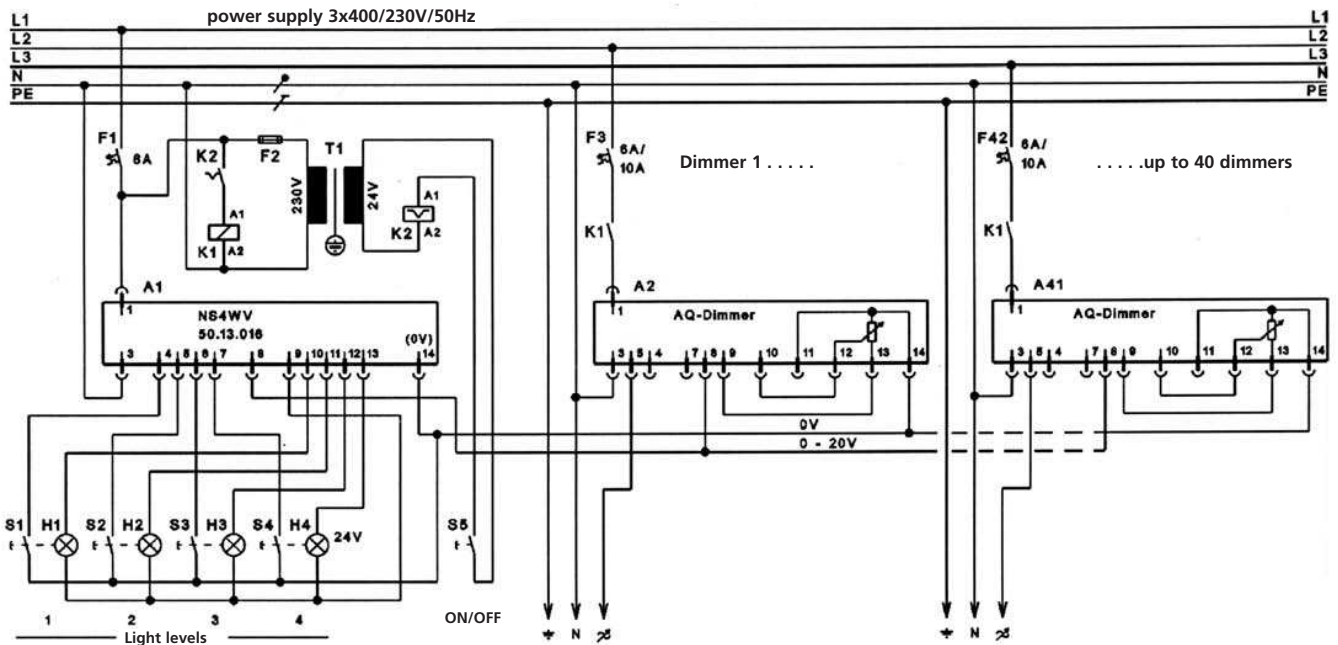 power supply 3x400/230V/50Hz
L1 L1
L2 L2
L3 L3
N N
PE PE
F1 6A
K2
F2
T1
230V
24V
A1
K2 A2
A1
K1 A2
F3 6A/
10A
Dimmer 1 . . . . .
F42 6A/
10A
. . . . .up to 40 dimmers
K1
K1
A1
A2
A41
1
NS4WV
50.13.016
(0V)
3 4 5 6 7 8 9 10 11 12 13 14
1
AQ-Dimmer
3 5 4 7 8 9 10 11 12 13 14
1
AQ-Dimmer
3 5 4 7 8 9 10 11 12 13 14
0V
0 - 20V
S1 H1 S2 H2 S3 H3 S4 H4 24V S5
1 2 3 4
Light levels
ON/OFF
N
N